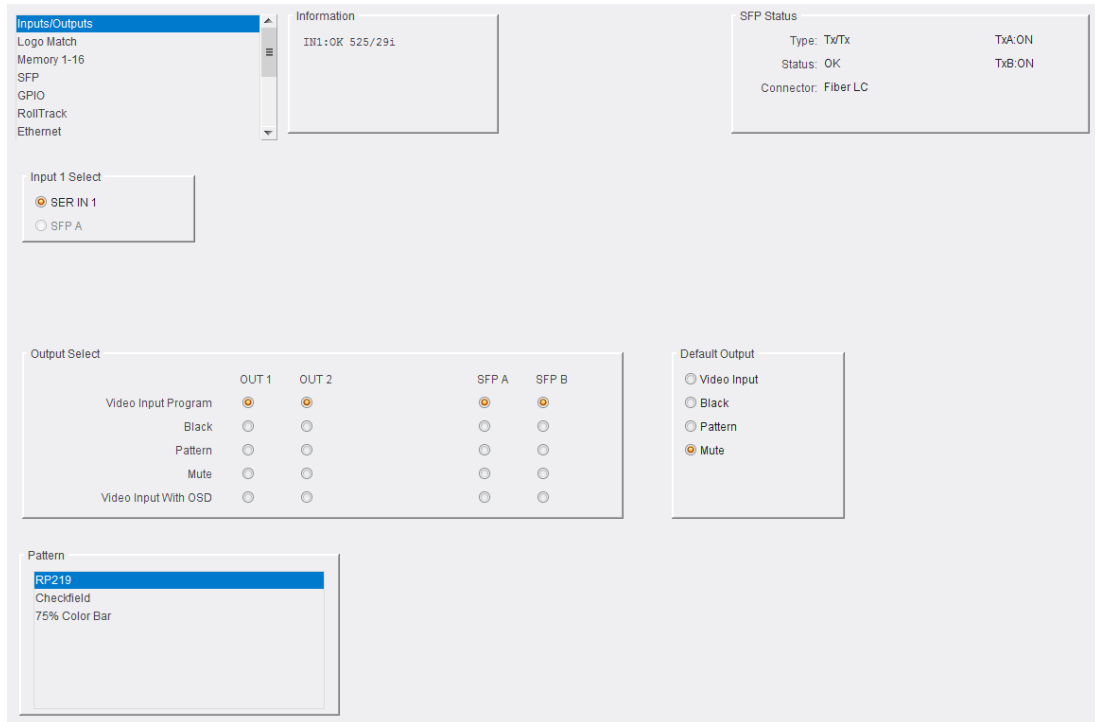 Inputs/Outputs
Logo Match
Memory 1-16
SFP
GPIO
RollTrack
Ethernet
Information
IN1:OK 525/29i
SFP Status
Type: Tx/Tx TxA:ON
Status: OK TxB:ON
Connector: Fiber LC
Input 1 Select
SER IN 1
SFP A
Output Select
OUT 1 OUT 2 SFP A SFP B
Video Input Program
Black
Pattern
Mute
Video Input With OSD
Default Output
Video Input
Black
Pattern
Mute
Pattern
RP219
Checkfield
75% Color Bar